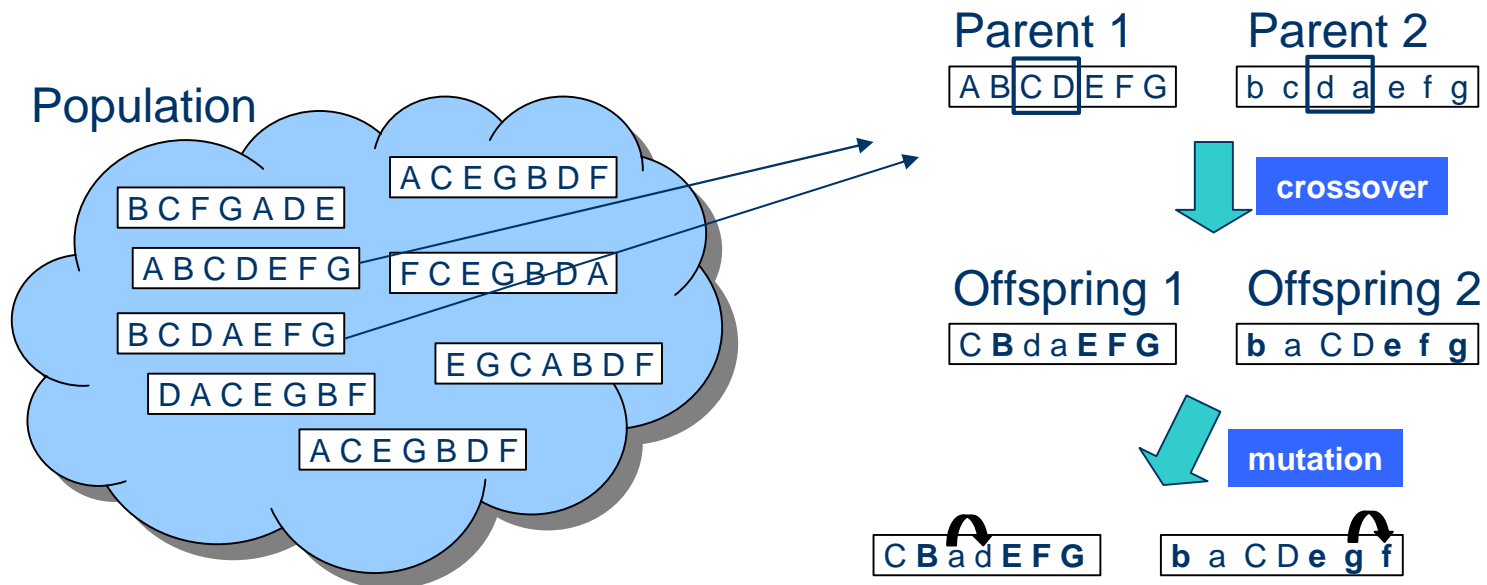 Population
A C E G B D F
B C F G A D E
A B C D E F G
F C E G B D A
B C D A E F G
E G C A B D F
D A C E G B F
A C E G B D F
Parent 1
Parent 2
A B C D E F G
b c d a e f g
crossover
Offspring 1
Offspring 2
C B d a E F G
b a C D e f g
mutation
C B a d E F G
b a C D e g f